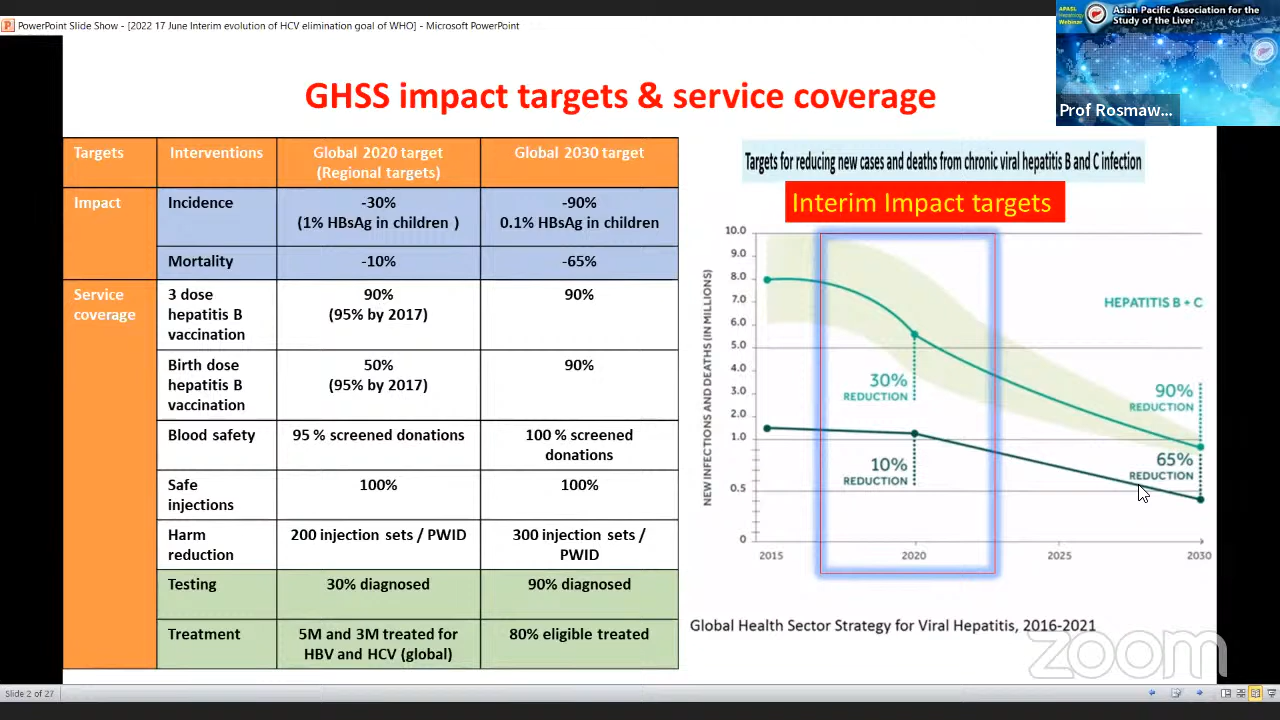 PowerPoint Slide Show - [2022 17 June Interim evolution of HCV elimination goal of WHO] - Microsoft PowerPoint
APASL
Hepatology
Webinar
Asian Pacific Association for the
Study of the Liver
Prof Rosmaw...
GHSS impact targets & service coverage
Targets
Interventions
Global 2020 target
(Regional targets)
Global 2030 target
Impact
Incidence
-30%
(1% HBsAg in children )
-90%
0.1% HBsAg in children
Mortality
-10%
-65%
Service
coverage
3 dose
hepatitis B
vaccination
90%
(95% by 2017)
90%
Birth dose
hepatitis B
vaccination
50%
(95% by 2017)
90%
Blood safety
95 % screened donations
100 % screened
donations
Safe
injections
100%
100%
Harm
reduction
200 injection sets / PWID
300 injection sets /
PWID
Testing
30% diagnosed
90% diagnosed
Treatment
5M and 3M treated for
HBV and HCV (global)
80% eligible treated
Targets for reducing new cases and deaths from chronic viral hepatitis B and C infection
Interim Impact targets
NEW INFECTIONS AND DEATHS (IN MILLIONS)
10.0
9.0
8.0
7.0
6.0
5.0
4.0
3.0
2.0
1.0
0.5
0
HEPATITIS B + C
30%
REDUCTION
90%
REDUCTION
10%
REDUCTION
65%
REDUCTION
2015
2020
2025
2030
Global Health Sector Strategy for Viral Hepatitis, 2016-2021
zoom
Slide 2 of 27